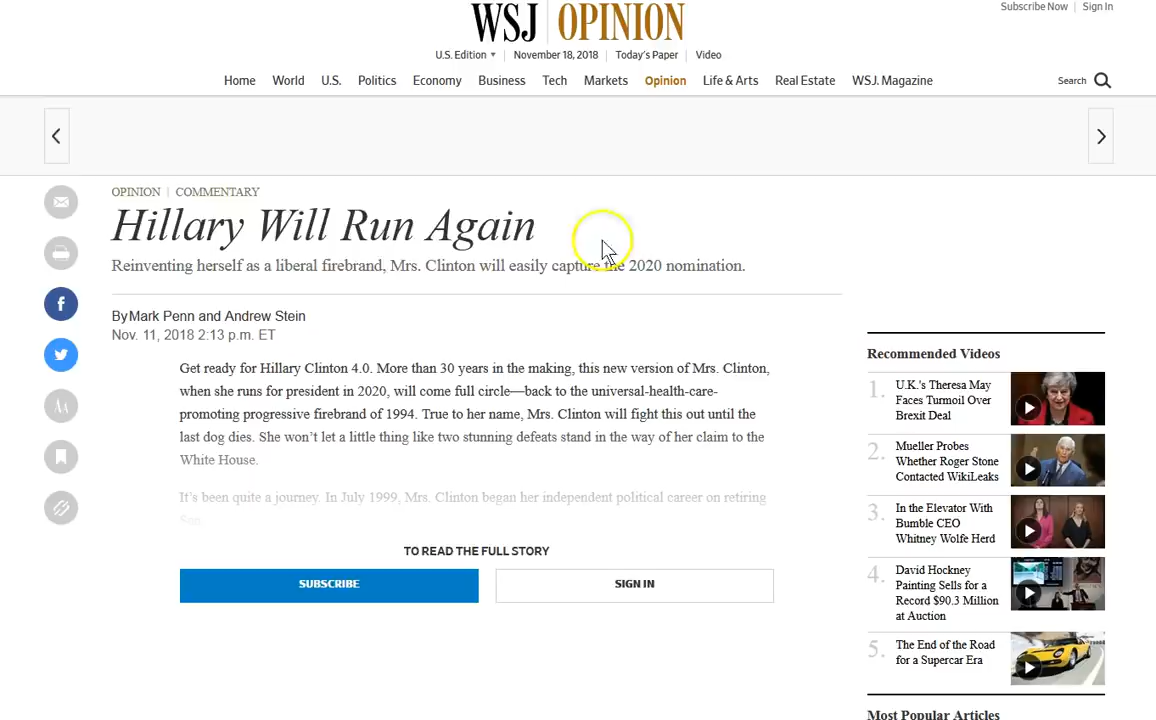 Subscribe Now | Sign In
WSJ OPINION
U.S. Edition ▾ | November 18, 2018 | Today's Paper | Video
Home World U.S. Politics Economy Business Tech Markets Opinion Life & Arts Real Estate WSJ. Magazine Search
OPINION | COMMENTARY
Hillary Will Run Again
Reinventing herself as a liberal firebrand, Mrs. Clinton will easily capture the 2020 nomination.
By Mark Penn and Andrew Stein
Nov. 11, 2018 2:13 p.m. ET
Get ready for Hillary Clinton 4.0. More than 30 years in the making, this new version of Mrs. Clinton,
when she runs for president in 2020, will come full circle—back to the universal-health-care-
promoting progressive firebrand of 1994. True to her name, Mrs. Clinton will fight this out until the
last dog dies. She won't let a little thing like two stunning defeats stand in the way of her claim to the
White House.
It's been quite a journey. In July 1999, Mrs. Clinton began her independent political career on retiring
Sen.
TO READ THE FULL STORY
SUBSCRIBE
SIGN IN
Recommended Videos
1. U.K.'s Theresa May
Faces Turmoil Over
Brexit Deal
2. Mueller Probes
Whether Roger Stone
Contacted WikiLeaks
3. In the Elevator With
Bumble CEO
Whitney Wolfe Herd
4. David Hockney
Painting Sells for a
Record $90.3 Million
at Auction
5. The End of the Road
for a Supercar Era
Most Popular Articles